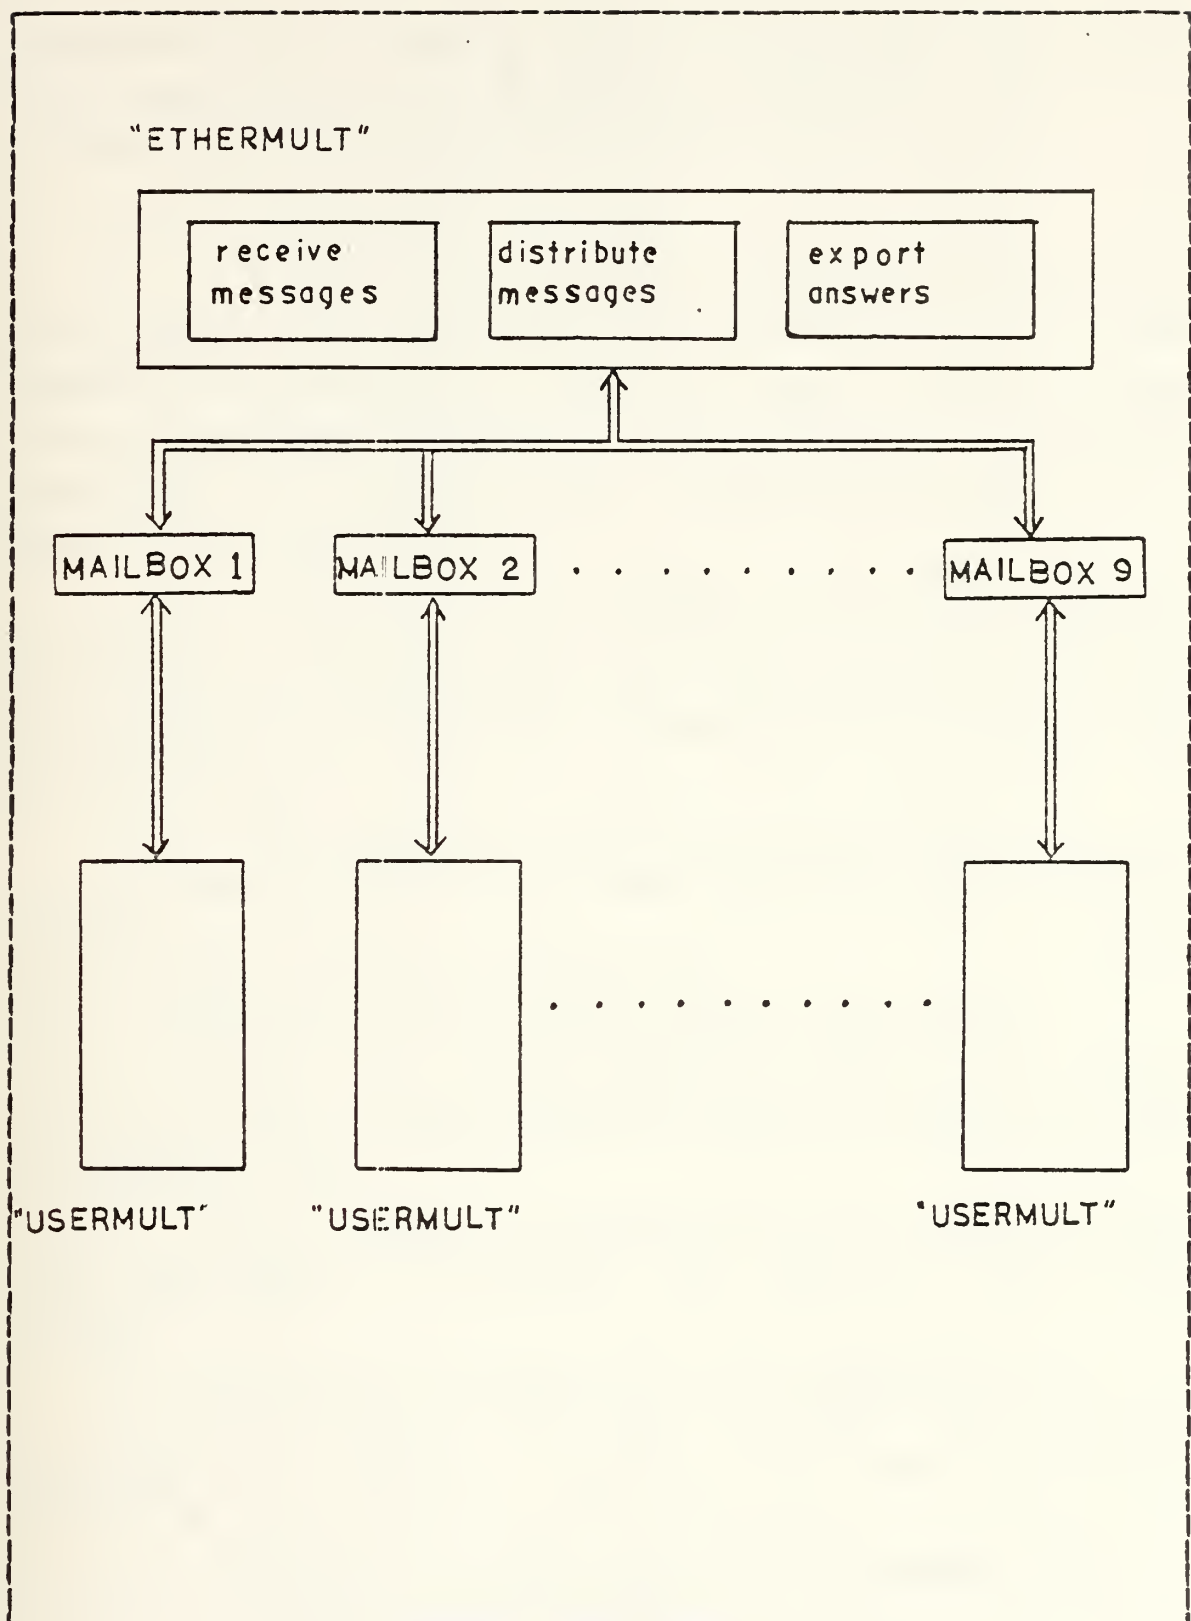 "ETHERMULT"
receive
messages
distribute
messages
export
answers
MAILBOX 1
MAILBOX 2
MAILBOX 9
"USERMULT"
"USERMULT"
"USERMULT"